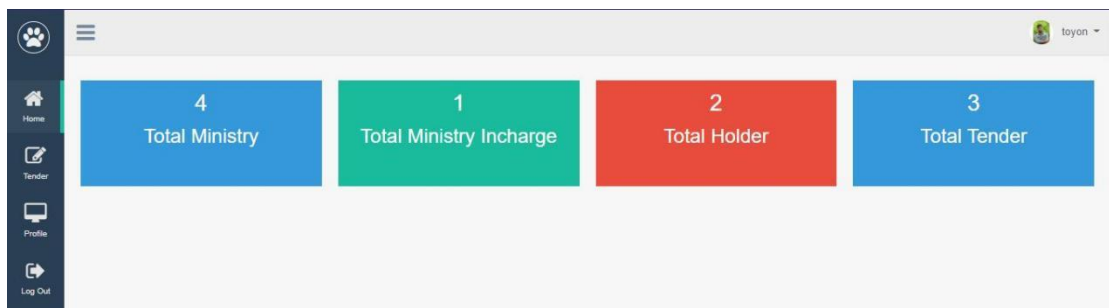 toyon
Home
Tender
Profile
Log Out
4
Total Ministry
1
Total Ministry Incharge
2
Total Holder
3
Total Tender